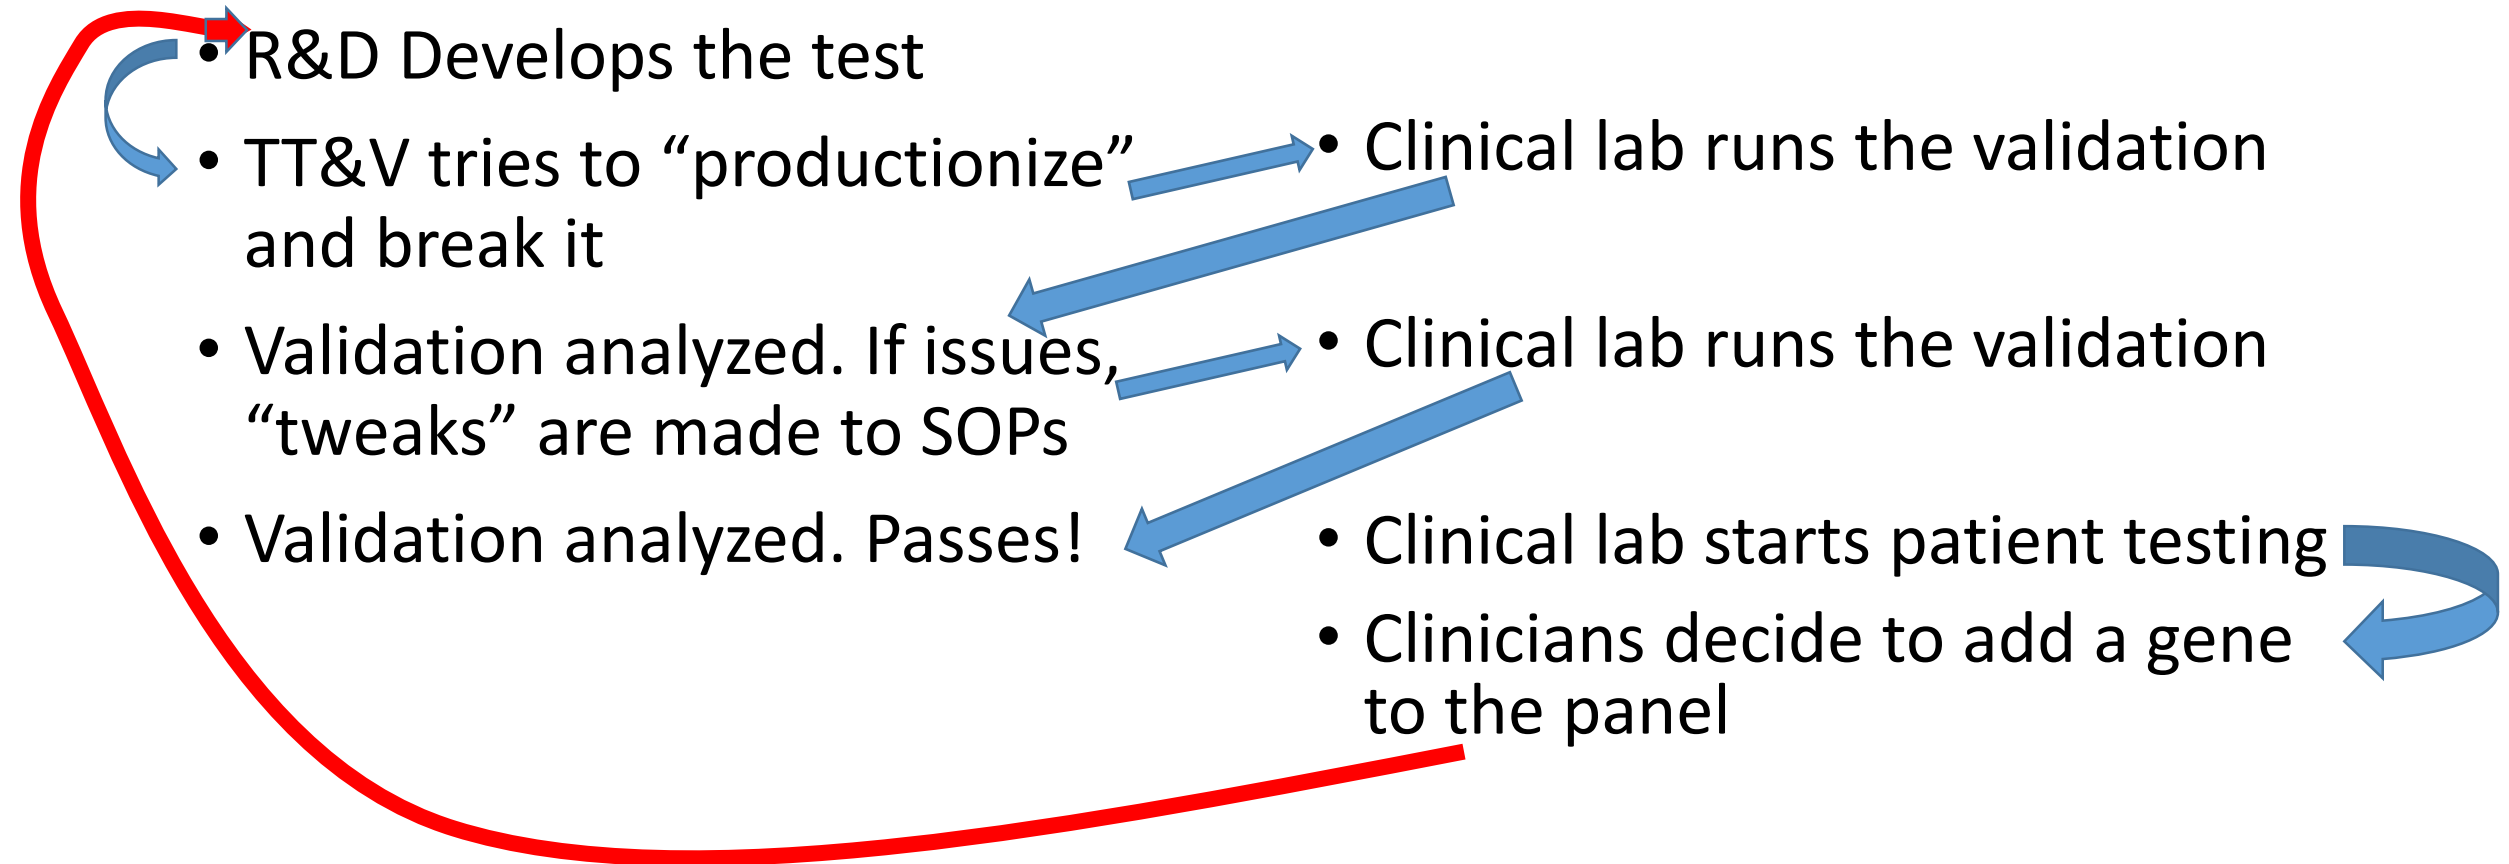 • R&D Develops the test
• TT&V tries to “productionize”
and break it
• Validation analyzed. If issues,
“tweaks” are made to SOPs
• Validation analyzed. Passes!
• Clinical lab runs the validation
• Clinical lab runs the validation
• Clinical lab starts patient testing
• Clinicians decide to add a gene
to the panel